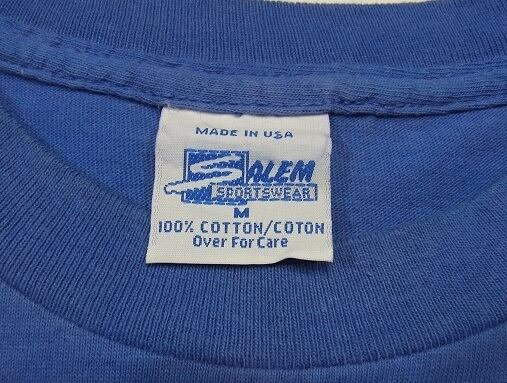 MADE IN USA
SALEM
SPORTSWEAR
M
100% COTTON/COTON
Over For Care